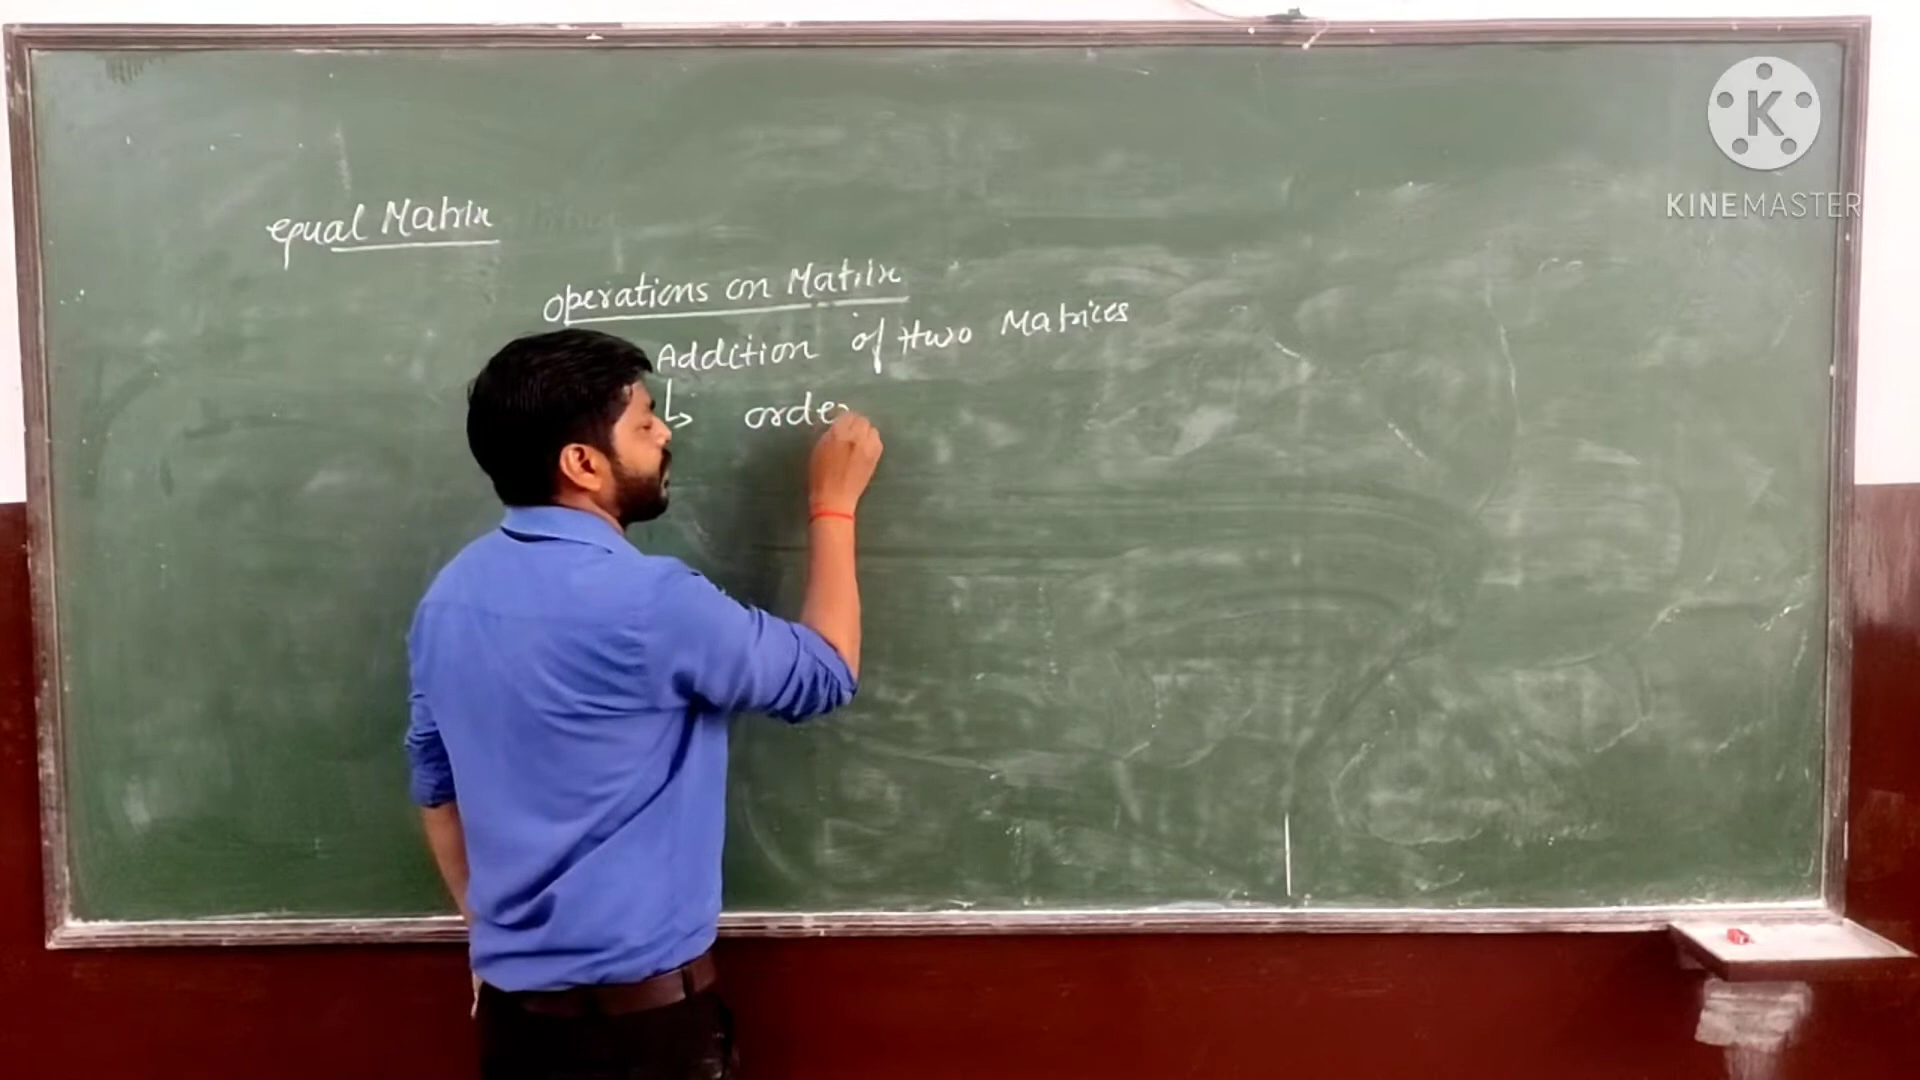 equal Matrix
Operations on Matrix
Addition of two Matrices
↳ order
K
KINEMASTER